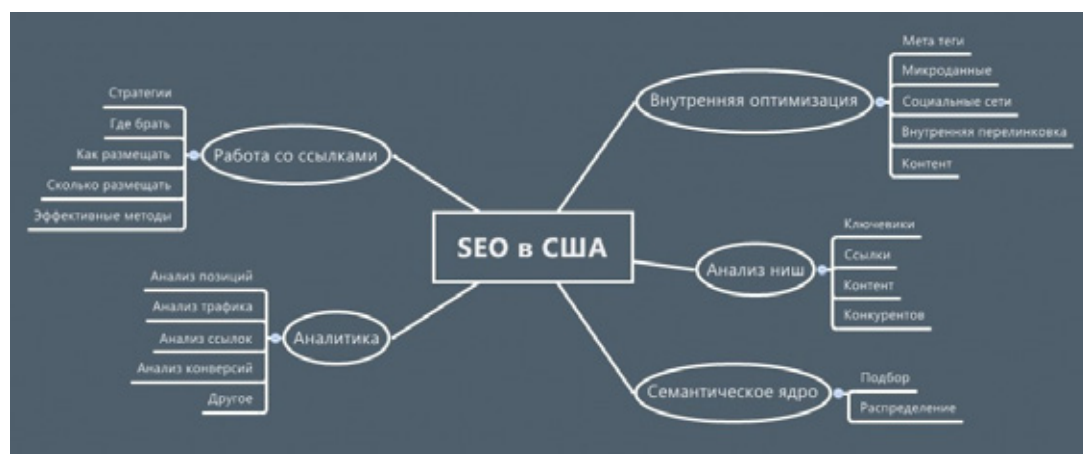 SEO в США
Работа со ссылками
Стратегии
Где брать
Как размещать
Сколько размещать
Эффективные методы
Аналитика
Анализ позиций
Анализ трафика
Анализ ссылок
Анализ конверсий
Другое
Внутренняя оптимизация
Мета теги
Микроданные
Социальные сети
Внутренняя перелинковка
Контент
Анализ ниш
Ключевики
Ссылки
Контент
Конкурентов
Семантическое ядро
Подбор
Распределение